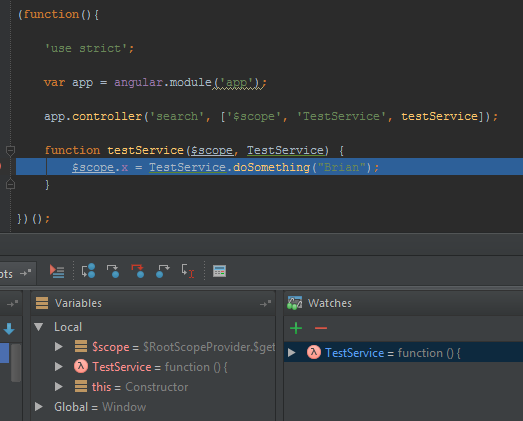 (function(){
'use strict';
var app = angular.module('app');
app.controller('search', ['$scope', 'TestService', testService]);
function testService($scope, TestService) {
$scope.x = TestService.doSomething("Brian");
}
})();
Variables
Watches
Local
$scope = $RootScopeProvider.$get
TestService = function () {
this = Constructor
Global = Window
TestService = function () {